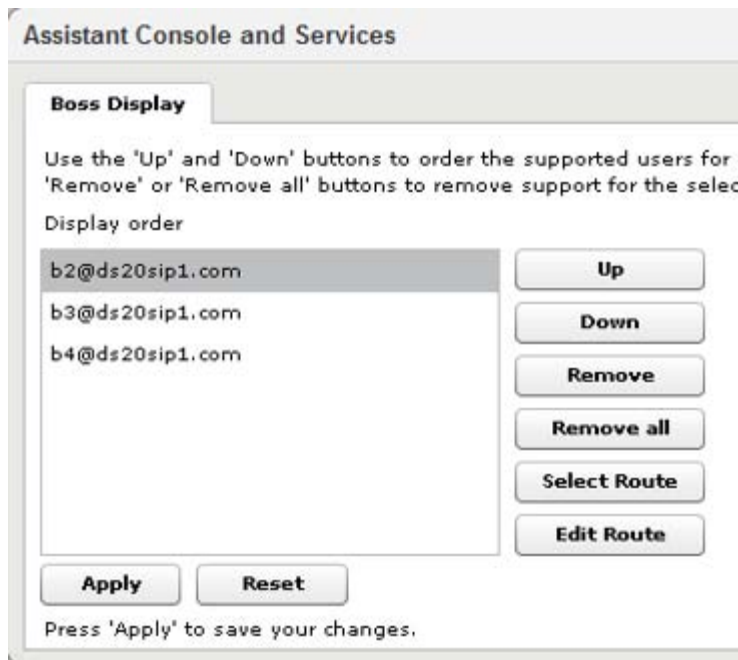 Assistant Console and Services
Boss Display
Use the 'Up' and 'Down' buttons to order the supported users for
'Remove' or 'Remove all' buttons to remove support for the selec
Display order
b2@ds20sip1.com
b3@ds20sip1.com
b4@ds20sip1.com
Up
Down
Remove
Remove all
Select Route
Edit Route
Apply
Reset
Press 'Apply' to save your changes.